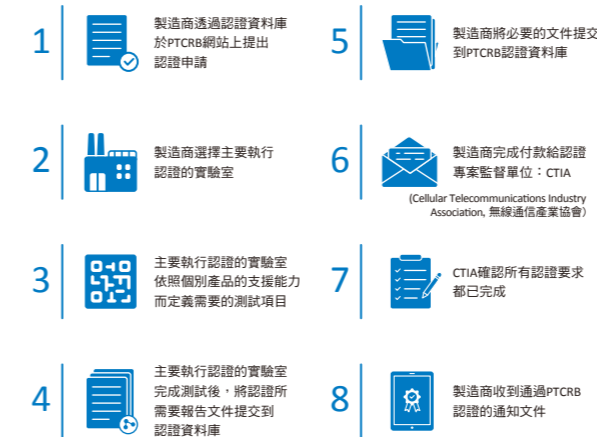 1
製造商透過認證資料庫
於PTCRB網站上提出
認證申請
2
製造商選擇主要執行
認證的實驗室
3
主要執行認證的實驗室
依照個別產品的支援能力
而定義需要的測試項目
4
主要執行認證的實驗室
完成測試後，將認證所
需要報告文件提交到
認證資料庫
5
製造商將必要的文件提交
到PTCRB認證資料庫
6
製造商完成付款給認證
專案監督單位：CTIA
(Cellular Telecommunications Industry
Association, 無線通信產業協會)
7
CTIA確認所有認證要求
都已完成
8
製造商收到通過PTCRB
認證的通知文件